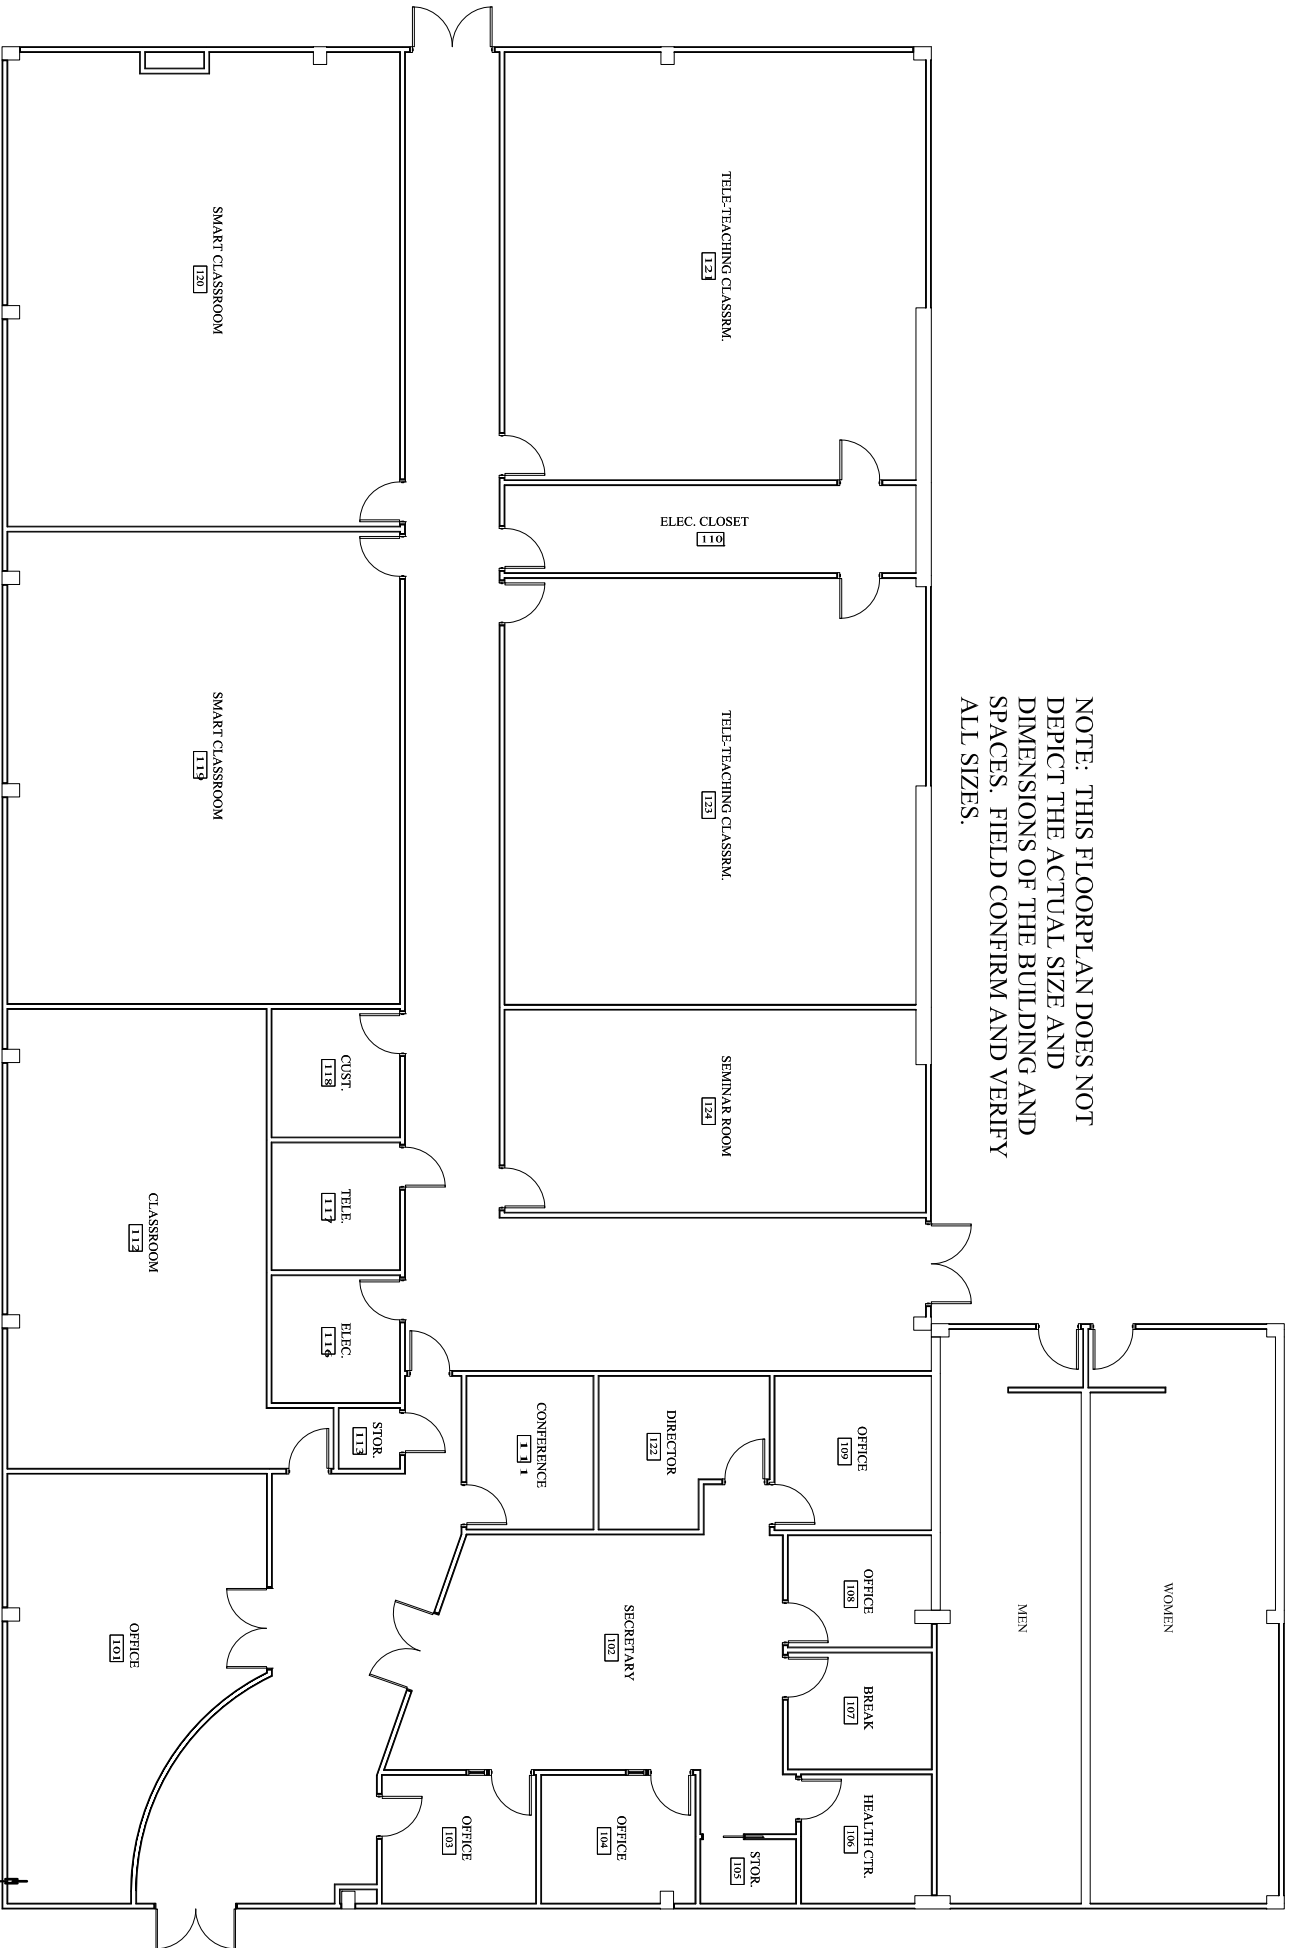 NOTE: THIS FLOORPLAN DOES NOT
DEPICT THE ACTUAL SIZE AND
DIMENSIONS OF THE BUILDING AND
SPACES. FIELD CONFIRM AND VERIFY
ALL SIZES.
TELE-TEACHING CLASSRM.
121
SMART CLASSROOM
120
ELEC. CLOSET
110
TELE-TEACHING CLASSRM.
123
SMART CLASSROOM
119
SEMINAR ROOM
124
CUST.
118
TELE.
117
ELEC.
116
CLASSROOM
112
STOR.
113
CONFERENCE
111
DIRECTOR
122
OFFICE
109
OFFICE
108
BREAK
107
HEALTH CTR.
106
STOR.
105
OFFICE
104
OFFICE
103
SECRETARY
102
OFFICE
101
WOMEN
MEN